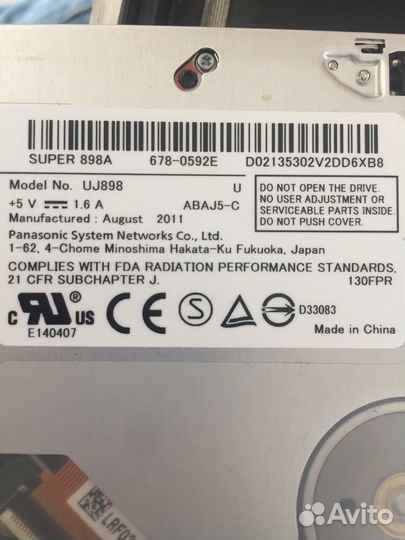 SUPER 898A 678-0592E D02135302V2DD6XB8
Model No. UJ898 U
+5 V 1.6 A ABAJ5-C
Manufactured : August 2011
DO NOT OPEN THE DRIVE.
NO USER ADJUSTMENT OR
SERVICEABLE PARTS INSIDE.
DO NOT PUSH COVER.
Panasonic System Networks Co., Ltd.
1-62, 4-Chome Minoshima Hakata-Ku Fukuoka, Japan
COMPLIES WITH FDA RADIATION PERFORMANCE STANDARDS,
21 CFR SUBCHAPTER J. 130FPR
c RU US CE S D33083
E140407 Made in China
Avito